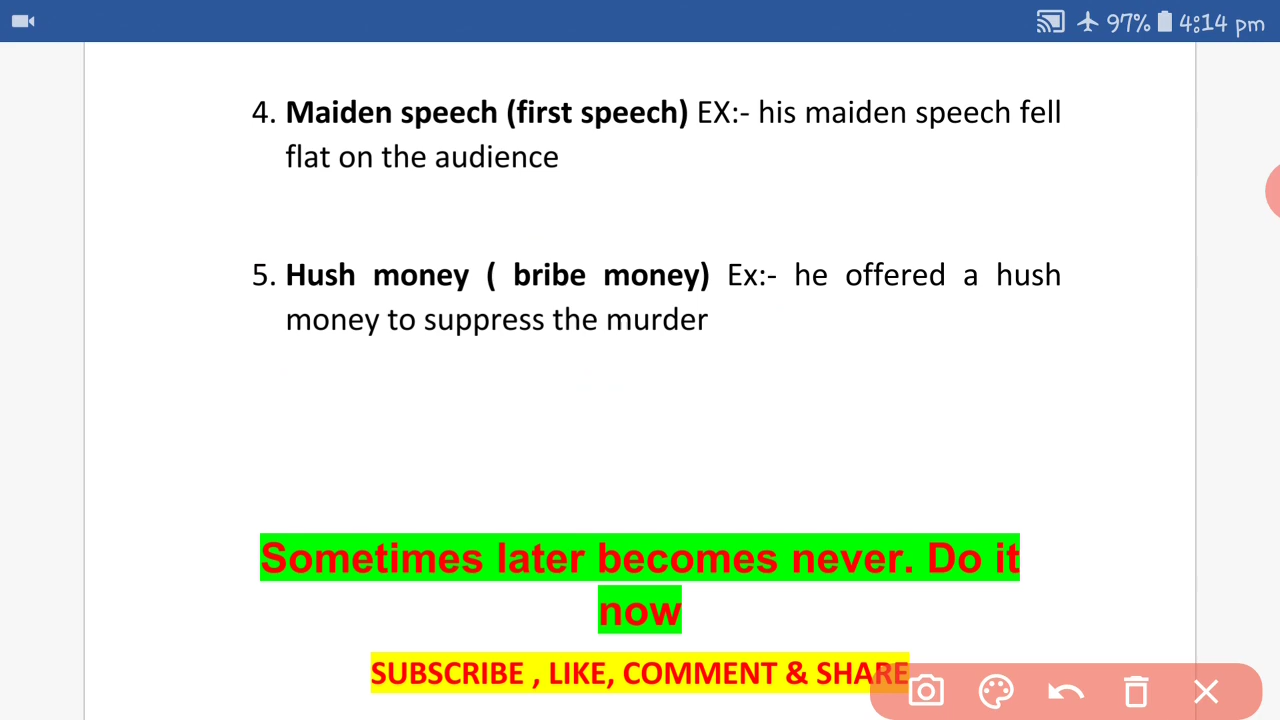 97% 4:14 pm
4. Maiden speech (first speech) EX:- his maiden speech fell
flat on the audience
5. Hush money ( bribe money) Ex:- he offered a hush
money to suppress the murder
Sometimes later becomes never. Do it
now
SUBSCRIBE , LIKE, COMMENT & SHARE